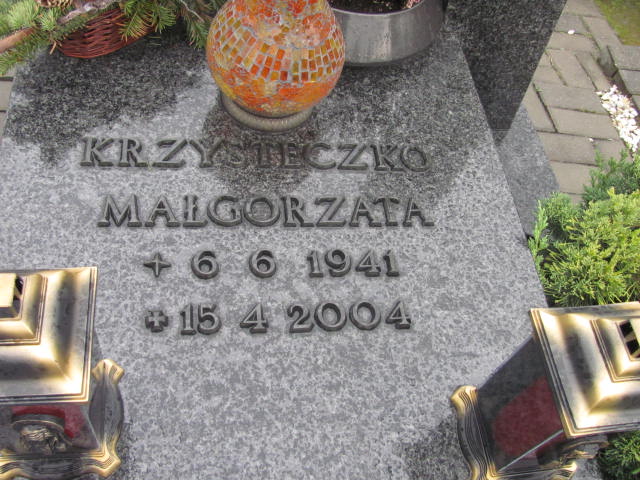 KRZYSTECZKO
MAŁGORZATA
+ 6 6 1941
+ 15 4 2004